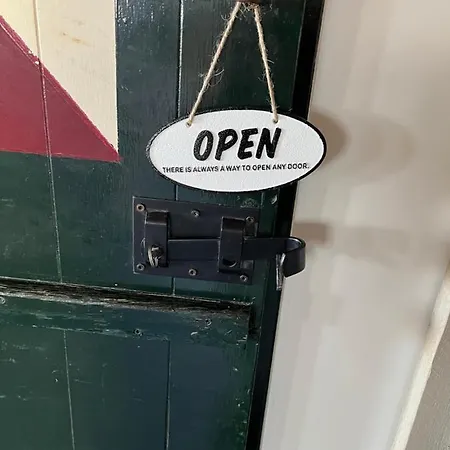 OPEN
THERE IS ALWAYS A WAY TO OPEN ANY DOOR.